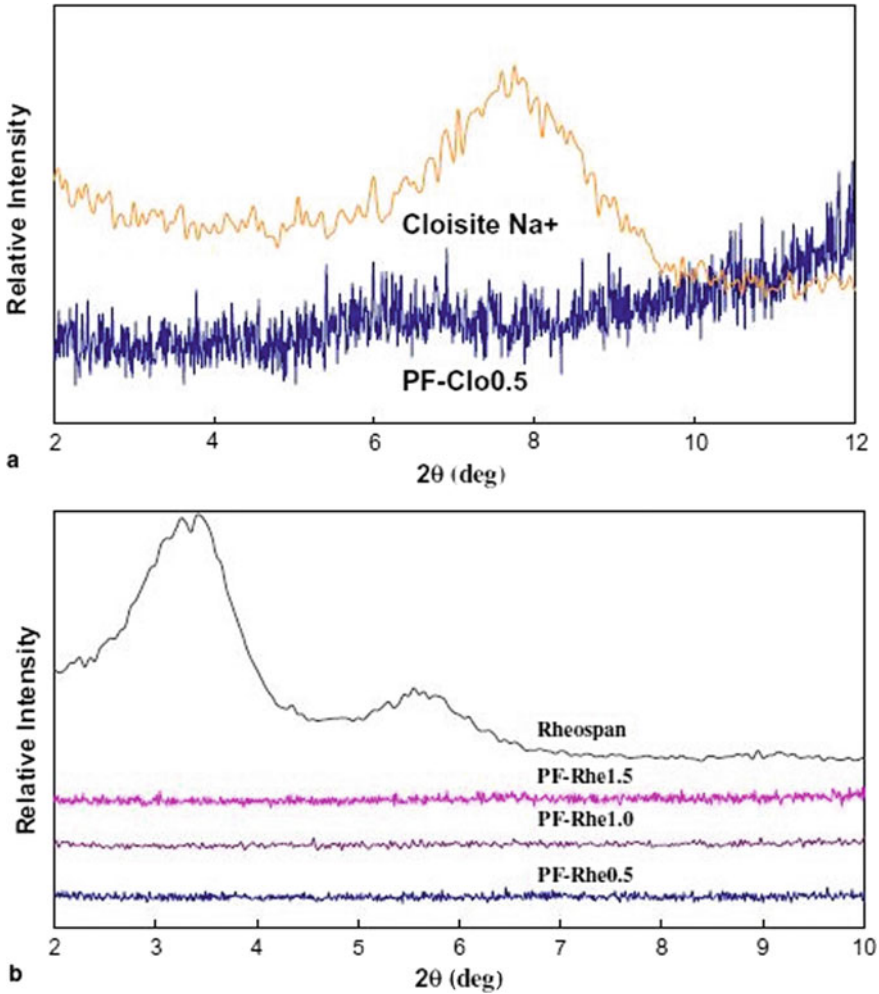 Relative Intensity
Cloisite Na+
PF-Clo0.5
2 4 6 8 10 12
2θ (deg)
a
Relative Intensity
Rheospan
PF-Rhe1.5
PF-Rhe1.0
PF-Rhe0.5
2 3 4 5 6 7 8 9 10
2θ (deg)
b